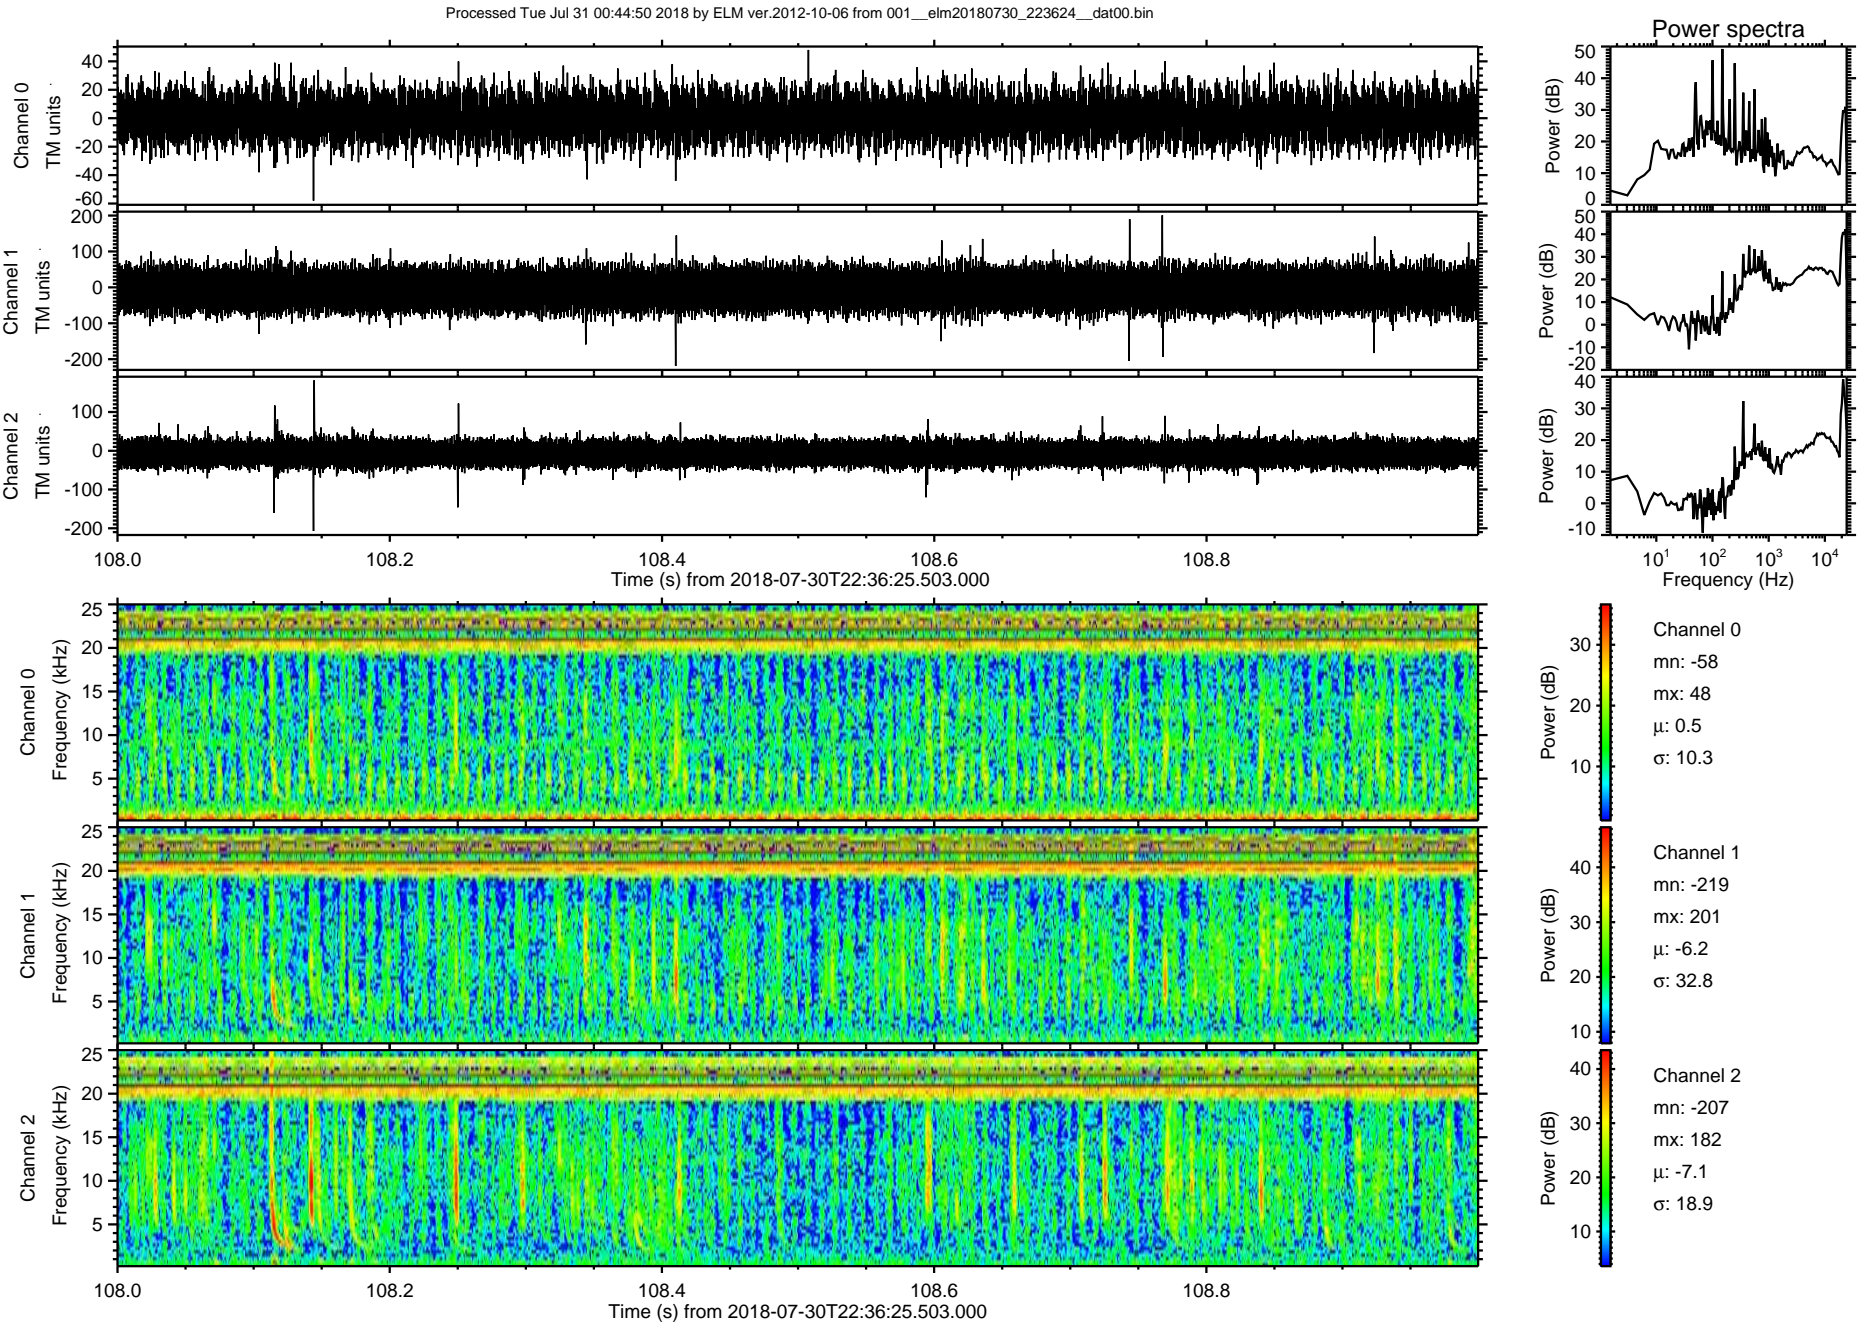 Processed Tue Jul 31 00:44:50 2018 by ELM ver.2012-10-06 from 001__elm20180730_223624__dat00.bin
Power spectra
Channel 0
TM units
40
20
0
-20
-40
-60
Power (dB)
50
40
30
20
10
0
Channel 1
TM units
200
100
0
-100
-200
Power (dB)
50
40
30
20
10
0
-10
-20
Channel 2
TM units
100
0
-100
-200
Power (dB)
40
30
20
10
0
-10
108.0 108.2 108.4 108.6 108.8
Time (s) from 2018-07-30T22:36:25.503.000
10^1 10^2 10^3 10^4
Frequency (Hz)
Channel 0
Frequency (kHz)
25
20
15
10
5
Power (dB)
30
20
10
Channel 0
mn: -58
mx: 48
μ: 0.5
σ: 10.3
Channel 1
Frequency (kHz)
25
20
15
10
5
Power (dB)
40
30
20
10
Channel 1
mn: -219
mx: 201
μ: -6.2
σ: 32.8
Channel 2
Frequency (kHz)
25
20
15
10
5
Power (dB)
40
30
20
10
Channel 2
mn: -207
mx: 182
μ: -7.1
σ: 18.9
108.0 108.2 108.4 108.6 108.8
Time (s) from 2018-07-30T22:36:25.503.000